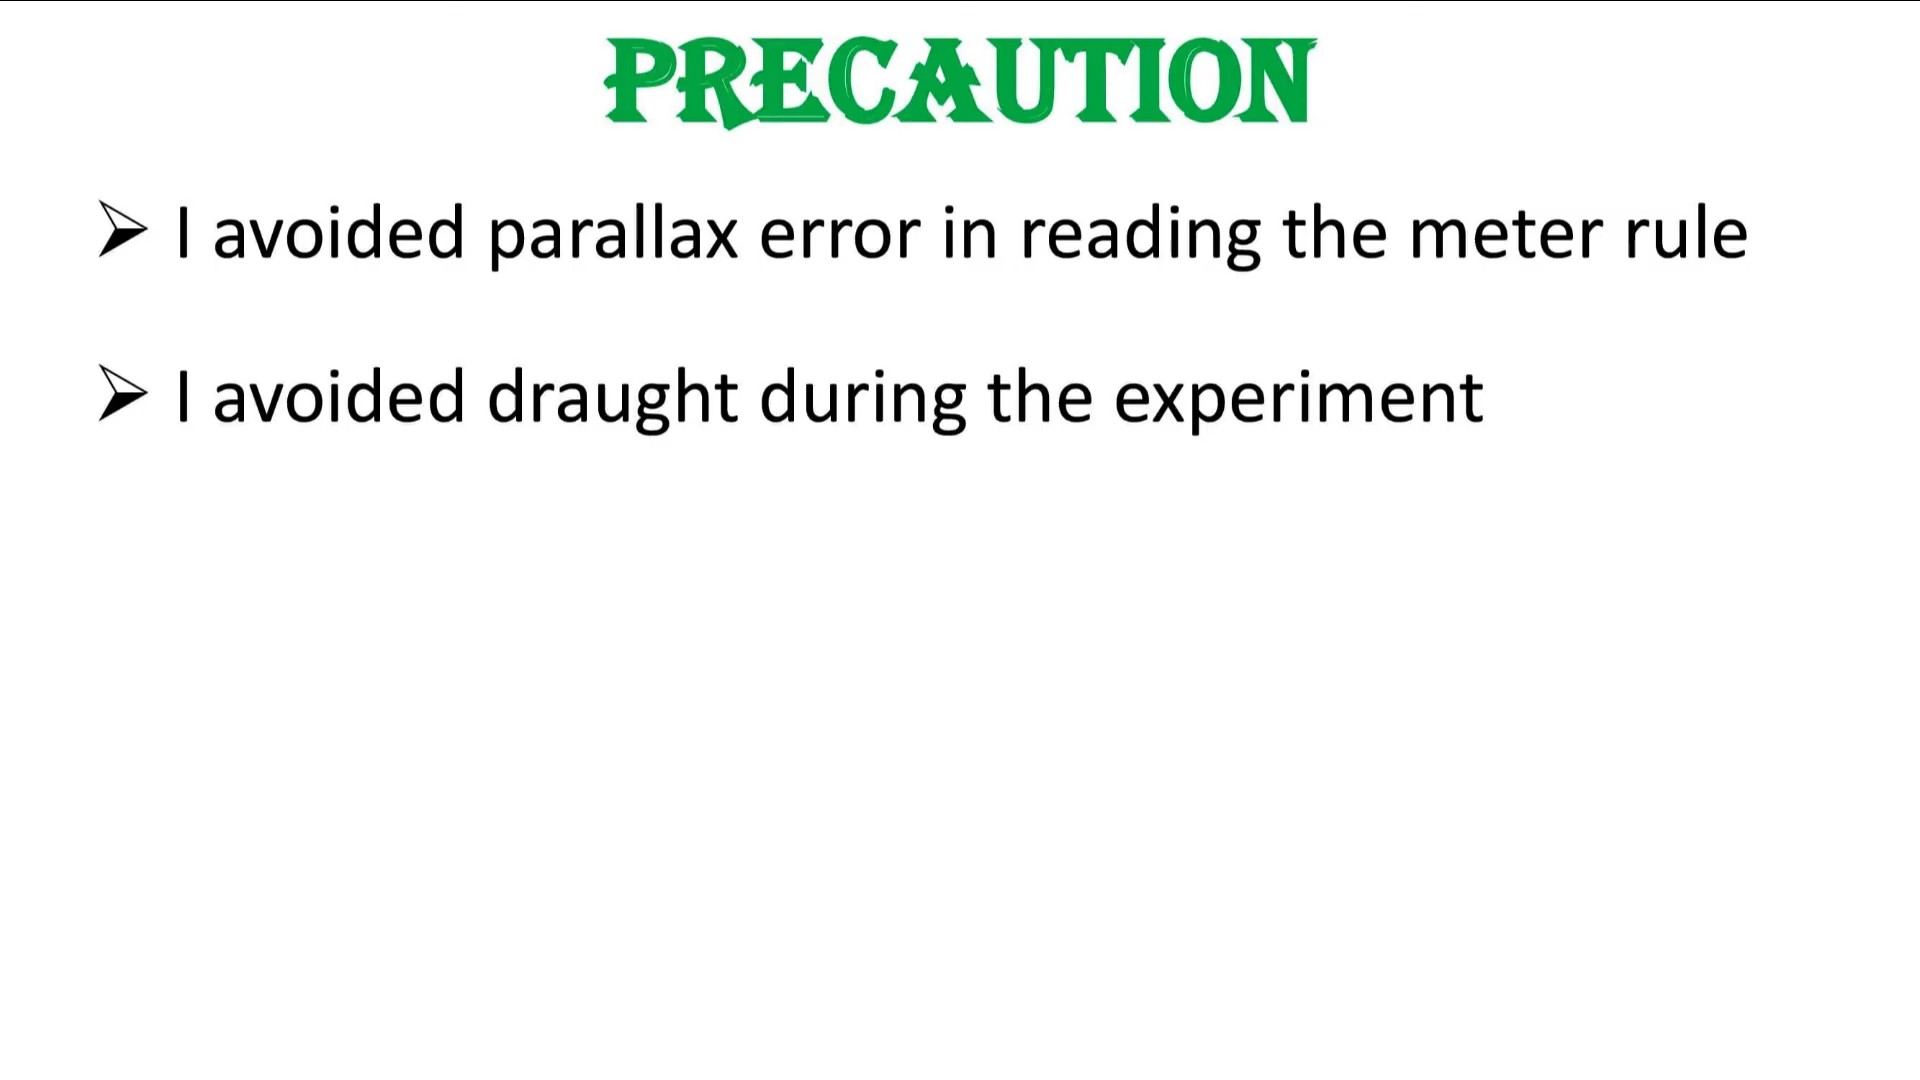 PRECAUTION
➢ I avoided parallax error in reading the meter rule
➢ I avoided draught during the experiment